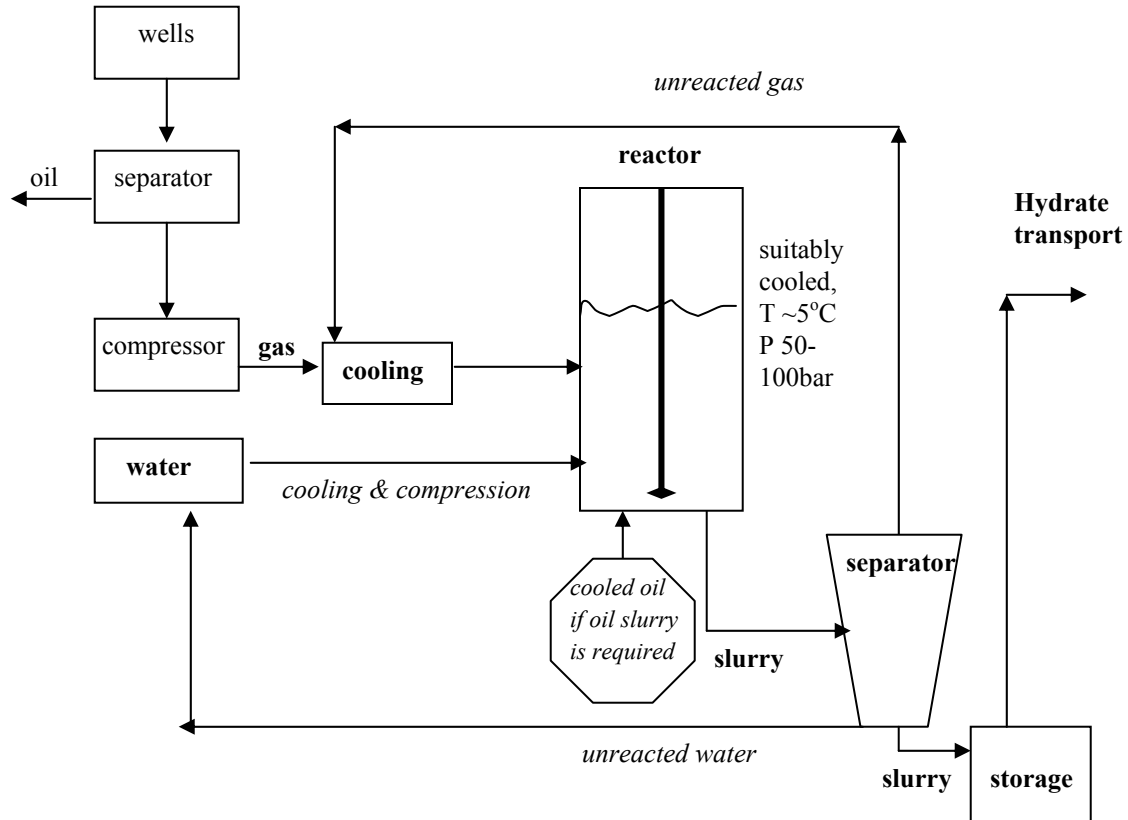 wells
unreacted gas
reactor
oil
separator
Hydrate
transport
suitably
cooled,
T ~5°C
P 50-
100bar
compressor
gas
cooling
water
cooling & compression
separator
cooled oil
if oil slurry
is required
slurry
unreacted water
slurry
storage